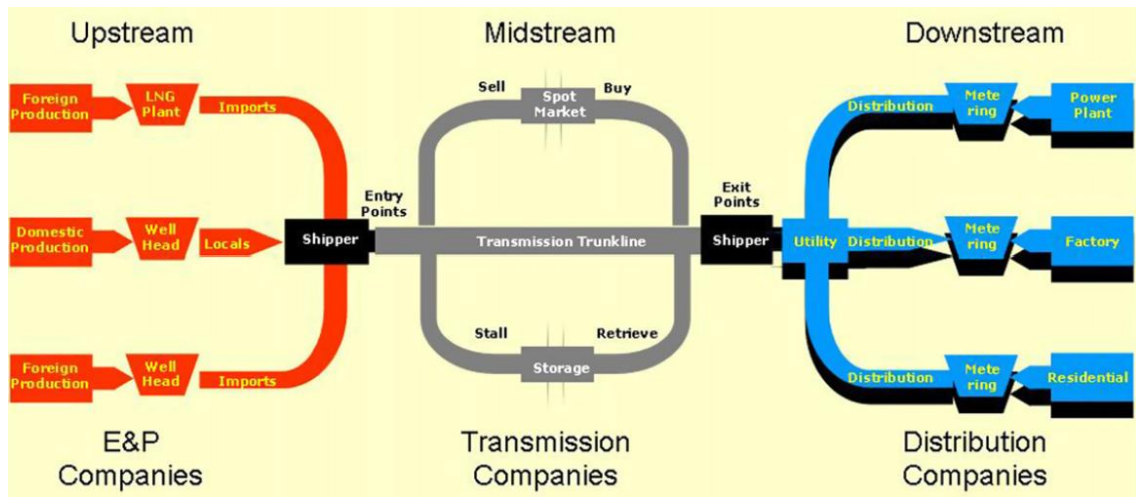 Upstream
Midstream
Downstream
Foreign
Production
LNG
Plant
Imports
Sell
Spot
Market
Buy
Distribution
Mete
ring
Power
Plant
Domestic
Production
Well
Head
Locals
Shipper
Entry
Points
Transmission Trunkline
Exit
Points
Shipper
Utility
Distribution
Mete
ring
Factory
Foreign
Production
Well
Head
Imports
Stall
Storage
Retrieve
Distribution
Mete
ring
Residential
E&P
Companies
Transmission
Companies
Distribution
Companies